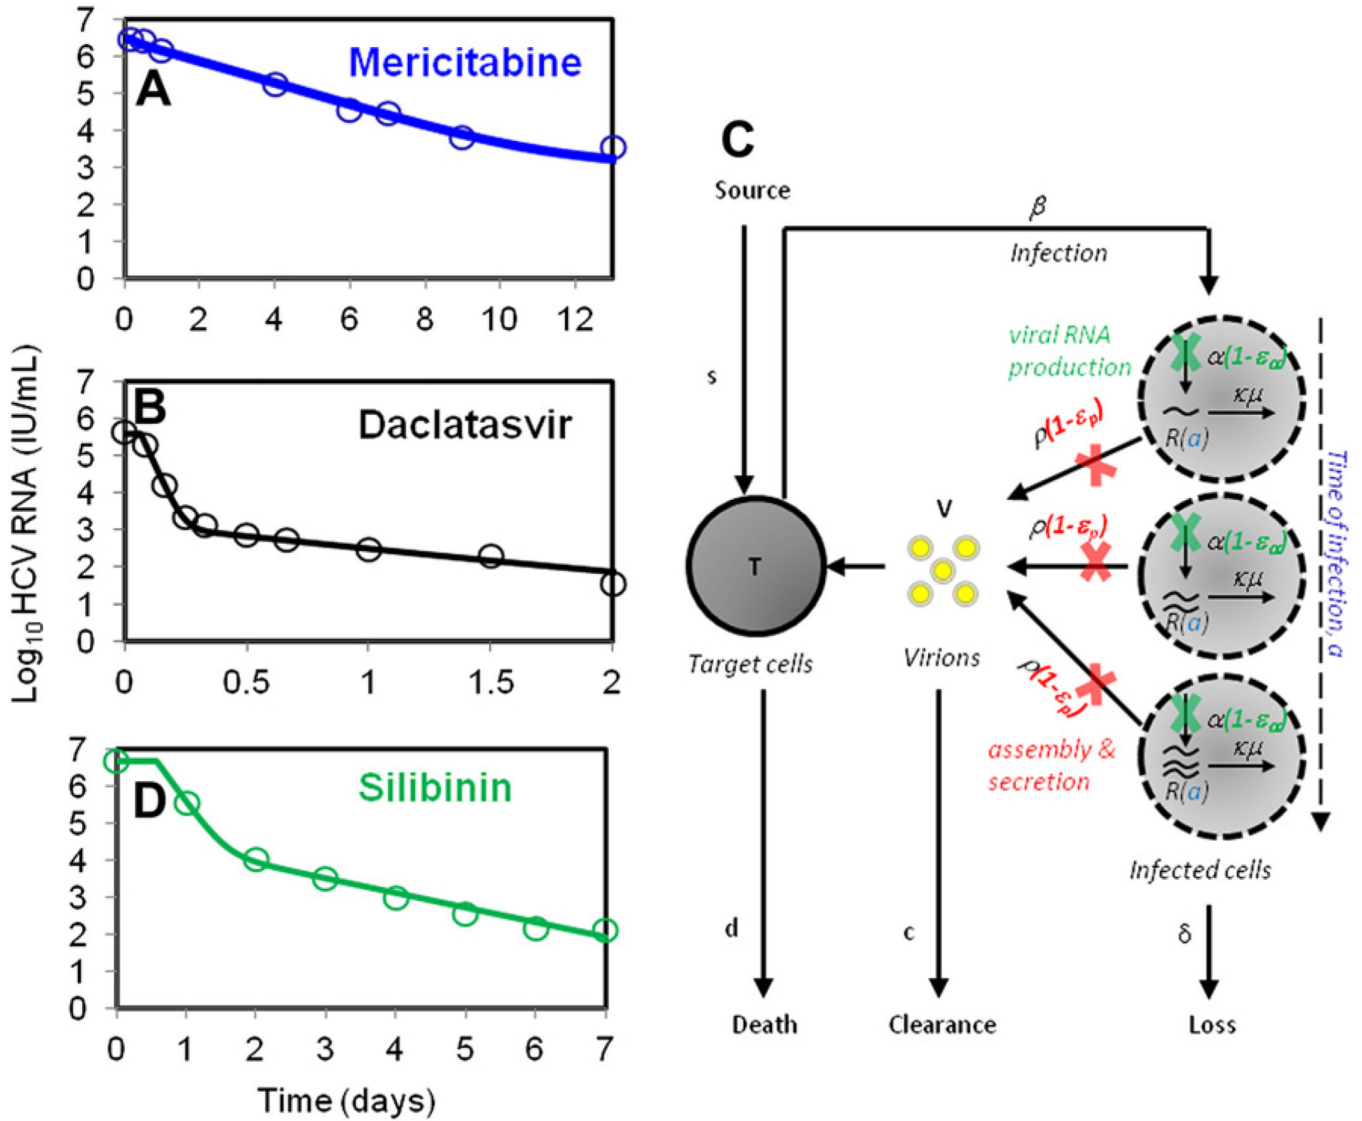 Log10 HCV RNA (IU/mL)
7
6
5
4
3
2
1
0
Mericitabine
A
0 2 4 6 8 10 12
7
6
5
4
3
2
1
0
B
Daclatasvir
0 0.5 1 1.5 2
7
6
5
4
3
2
1
0
Silibinin
D
0 1 2 3 4 5 6 7
Time (days)
C
Source
β
Infection
s
viral RNA
production
α(1-εα)
κμ
R(a)
ρ(1-εp)
V
ρ(1-εp)
α(1-εα)
κμ
R(a)
T
Target cells
Virions
ρ(1-εp)
α(1-εα)
κμ
R(a)
assembly &
secretion
Time of infection, a
Infected cells
d
c
δ
Death
Clearance
Loss